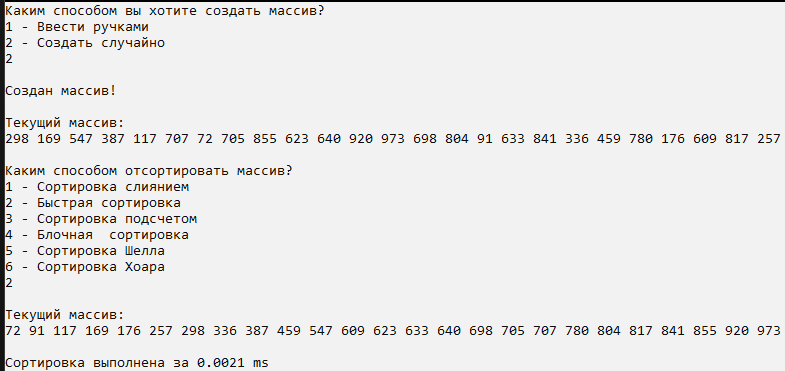 Каким способом вы хотите создать массив?
1 - Ввести ручками
2 - Создать случайно
2
Создан массив!
Текущий массив:
298 169 547 387 117 707 72 705 855 623 640 920 973 698 804 91 633 841 336 459 780 176 609 817 257
Каким способом отсортировать массив?
1 - Сортировка слиянием
2 - Быстрая сортировка
3 - Сортировка подсчетом
4 - Блочная  сортировка
5 - Сортировка Шелла
6 - Сортировка Хоара
2
Текущий массив:
72 91 117 169 176 257 298 336 387 459 547 609 623 633 640 698 705 707 780 804 817 841 855 920 973
Сортировка выполнена за 0.0021 ms